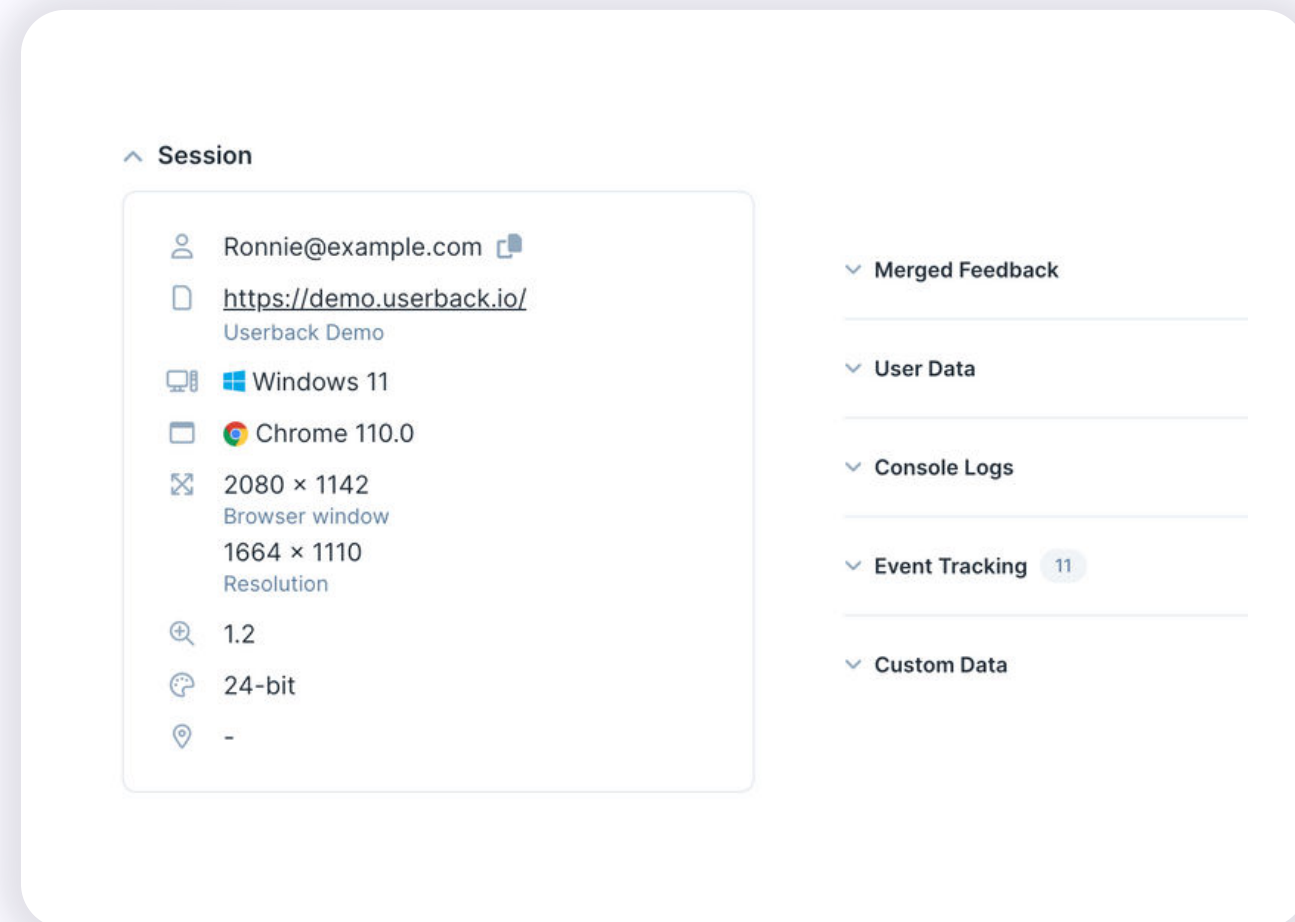 Session
Ronnie@example.com
https://demo.userback.io/
Userback Demo
Windows 11
Chrome 110.0
2080 × 1142
Browser window
1664 × 1110
Resolution
1.2
24-bit
-
Merged Feedback
User Data
Console Logs
Event Tracking 11
Custom Data